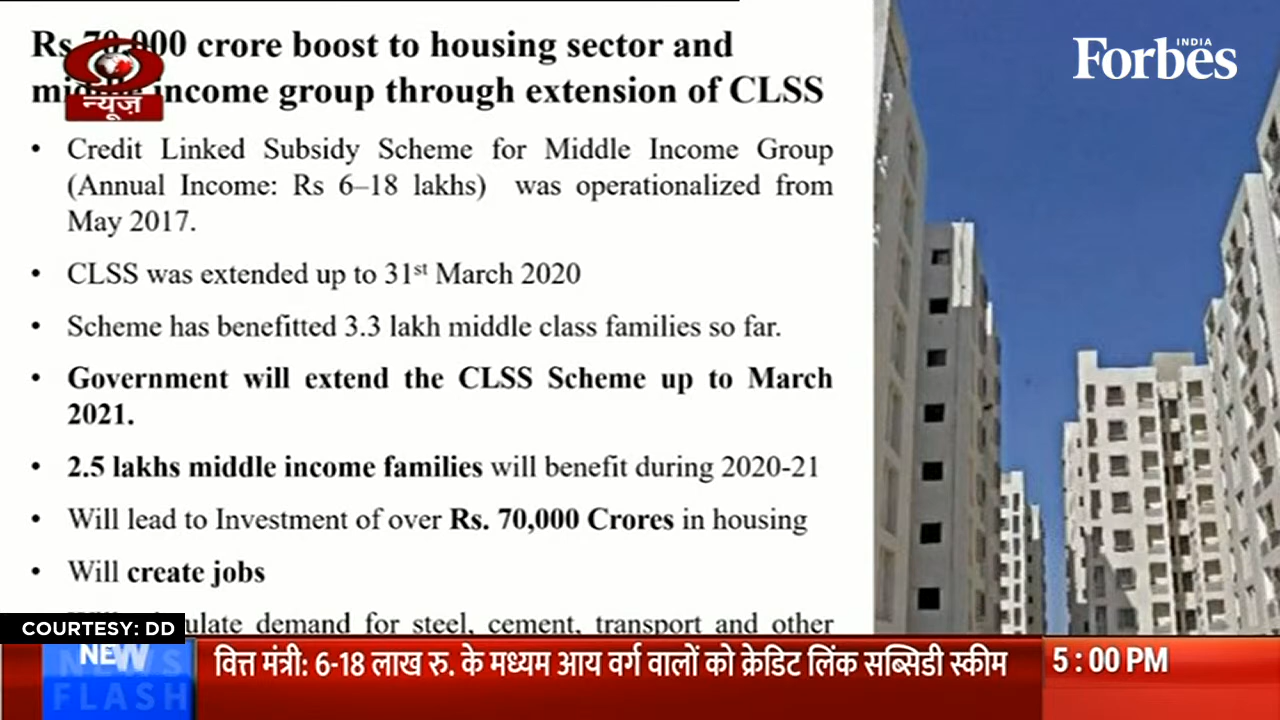 Rs 70,000 crore boost to housing sector and
middle income group through extension of CLSS
न्यूज़
Forbes
INDIA
• Credit Linked Subsidy Scheme for Middle Income Group
(Annual Income: Rs 6–18 lakhs) was operationalized from
May 2017.
• CLSS was extended up to 31st March 2020
• Scheme has benefitted 3.3 lakh middle class families so far.
• Government will extend the CLSS Scheme up to March
2021.
• 2.5 lakhs middle income families will benefit during 2020-21
• Will lead to Investment of over Rs. 70,000 Crores in housing
• Will create jobs
demand for steel, cement, transport and other
COURTESY: DD
NEW
NEWS
FLASH
वित्त मंत्री: 6-18 लाख रु. के मध्यम आय वर्ग वालों को क्रेडिट लिंक सब्सिडी स्कीम
5:00 PM